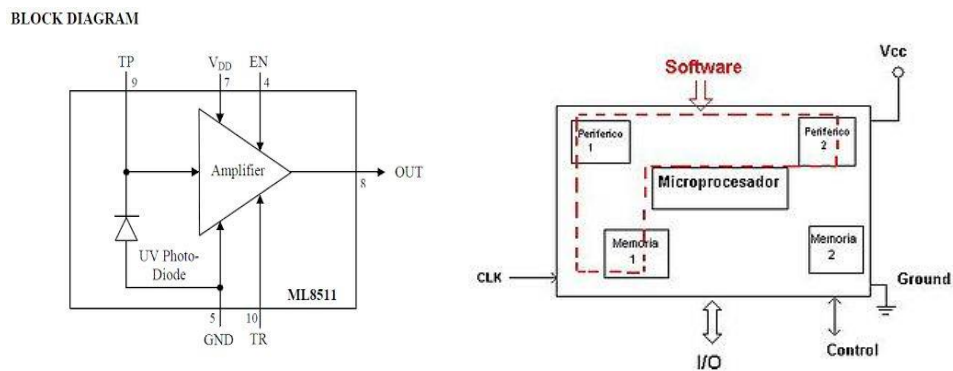 BLOCK DIAGRAM
TP
VDD
EN
9
7
4
Amplifier
OUT
8
UV Photo-
Diode
ML8511
5
10
GND
TR
Vcc
Software
Periferico
1
Periferico
2
Microprocesador
Memoria
1
Memoria
2
CLK
Ground
Control
I/O